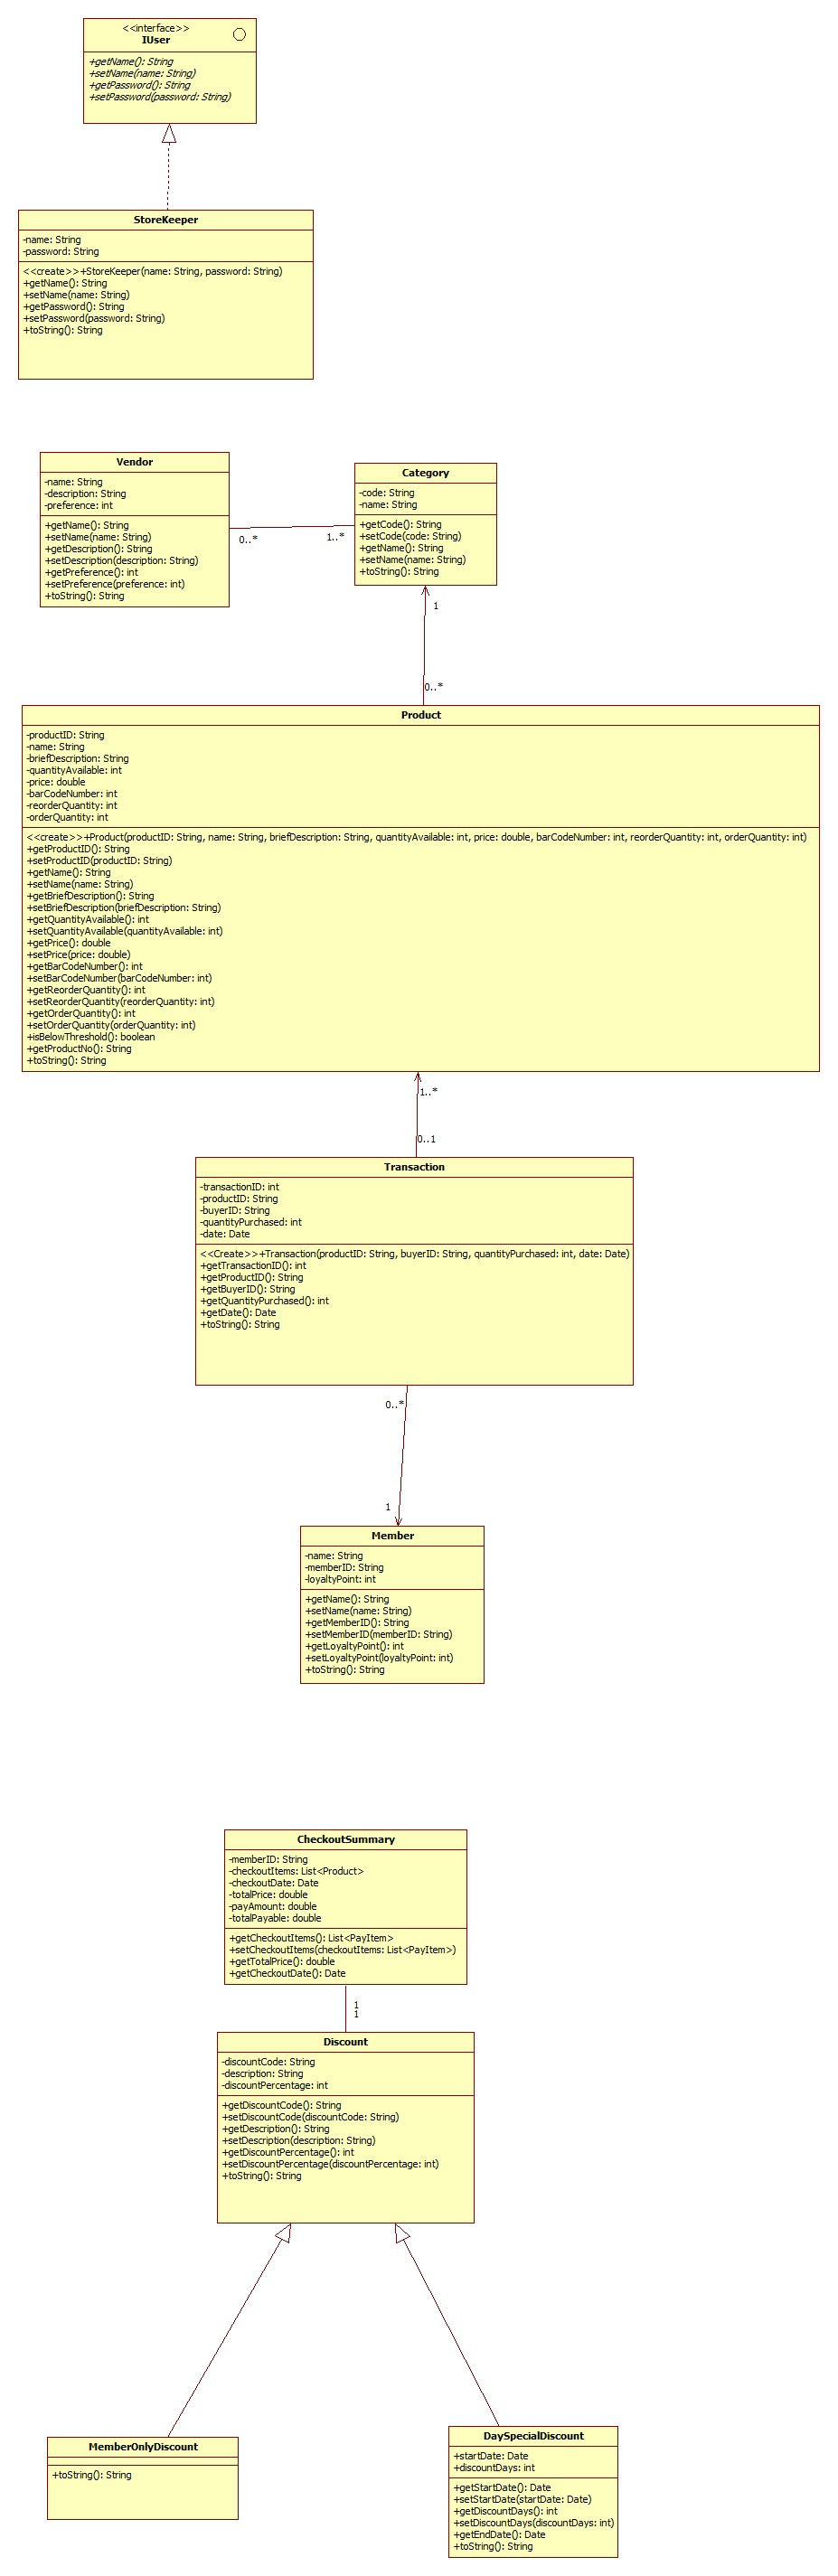 <<interface>>
IUser
+getName(): String
+setName(name: String)
+getPassword(): String
+setPassword(password: String)
StoreKeeper
-name: String
-password: String
<<create>>+StoreKeeper(name: String, password: String)
+getName(): String
+setName(name: String)
+getPassword(): String
+setPassword(password: String)
+toString(): String
Vendor
-name: String
-description: String
-preference: int
+getName(): String
+setName(name: String)
+getDescription(): String
+setDescription(description: String)
+getPreference(): int
+setPreference(preference: int)
+toString(): String
0..*
1..*
Category
-code: String
-name: String
+getCode(): String
+setCode(code: String)
+getName(): String
+setName(name: String)
+toString(): String
1
0..*
Product
-productID: String
-name: String
-briefDescription: String
-quantityAvailable: int
-price: double
-barCodeNumber: int
-reorderQuantity: int
-orderQuantity: int
<<create>>+Product(productID: String, name: String, briefDescription: String, quantityAvailable: int, price: double, barCodeNumber: int, reorderQuantity: int, orderQuantity: int)
+getProductID(): String
+setProductID(productID: String)
+getName(): String
+setName(name: String)
+getBriefDescription(): String
+setBriefDescription(briefDescription: String)
+getQuantityAvailable(): int
+setQuantityAvailable(quantityAvailable: int)
+getPrice(): double
+setPrice(price: double)
+getBarCodeNumber(): int
+setBarCodeNumber(barCodeNumber: int)
+getReorderQuantity(): int
+setReorderQuantity(reorderQuantity: int)
+getOrderQuantity(): int
+setOrderQuantity(orderQuantity: int)
+isBelowThreshold(): boolean
+getProductNo(): String
+toString(): String
1..*
0..1
Transaction
-transactionID: int
-productID: String
-buyerID: String
-quantityPurchased: int
-date: Date
<<Create>>+Transaction(productID: String, buyerID: String, quantityPurchased: int, date: Date)
+getTransactionID(): int
+getProductID(): String
+getBuyerID(): String
+getQuantityPurchased(): int
+getDate(): Date
+toString(): String
0..*
1
Member
-name: String
-memberID: String
-loyaltyPoint: int
+getName(): String
+setName(name: String)
+getMemberID(): String
+setMemberID(memberID: String)
+getLoyaltyPoint(): int
+setLoyaltyPoint(loyaltyPoint: int)
+toString(): String
CheckoutSummary
-memberID: String
-checkoutItems: List<Product>
-checkoutDate: Date
-totalPrice: double
-payAmount: double
-totalPayable: double
+getCheckoutItems(): List<PayItem>
+setCheckoutItems(checkoutItems: List<PayItem>)
+getTotalPrice(): double
+getCheckoutDate(): Date
1
1
Discount
-discountCode: String
-description: String
-discountPercentage: int
+getDiscountCode(): String
+setDiscountCode(discountCode: String)
+getDescription(): String
+setDescription(description: String)
+getDiscountPercentage(): int
+setDiscountPercentage(discountPercentage: int)
+toString(): String
MemberOnlyDiscount
+toString(): String
DaySpecialDiscount
+startDate: Date
+discountDays: int
+getStartDate(): Date
+setStartDate(startDate: Date)
+getDiscountDays(): int
+setDiscountDays(discountDays: int)
+getEndDate(): Date
+toString(): String